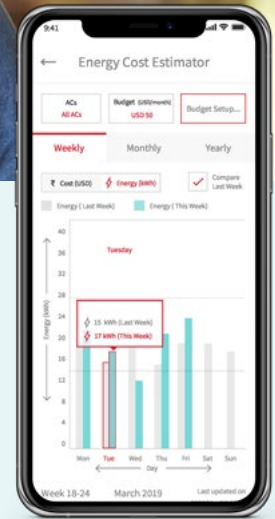 9:41
Energy Cost Estimator
ACs
All ACs
Budget (USD/month)
USD 50
Budget Setup...
Weekly Monthly Yearly
₹ Cost (USD) Energy (kWh) Compare
Last Week
Energy ( Last Week) Energy (This Week)
40
36
32
28
24
20
16
12
8
4
0
Energy (kWh)
Tuesday
15 kWh (Last Week)
17 kWh (This Week)
Mon Tue Wed Thu Fri Sat Sun
Day
Week 18-24 March 2019 Last updated on